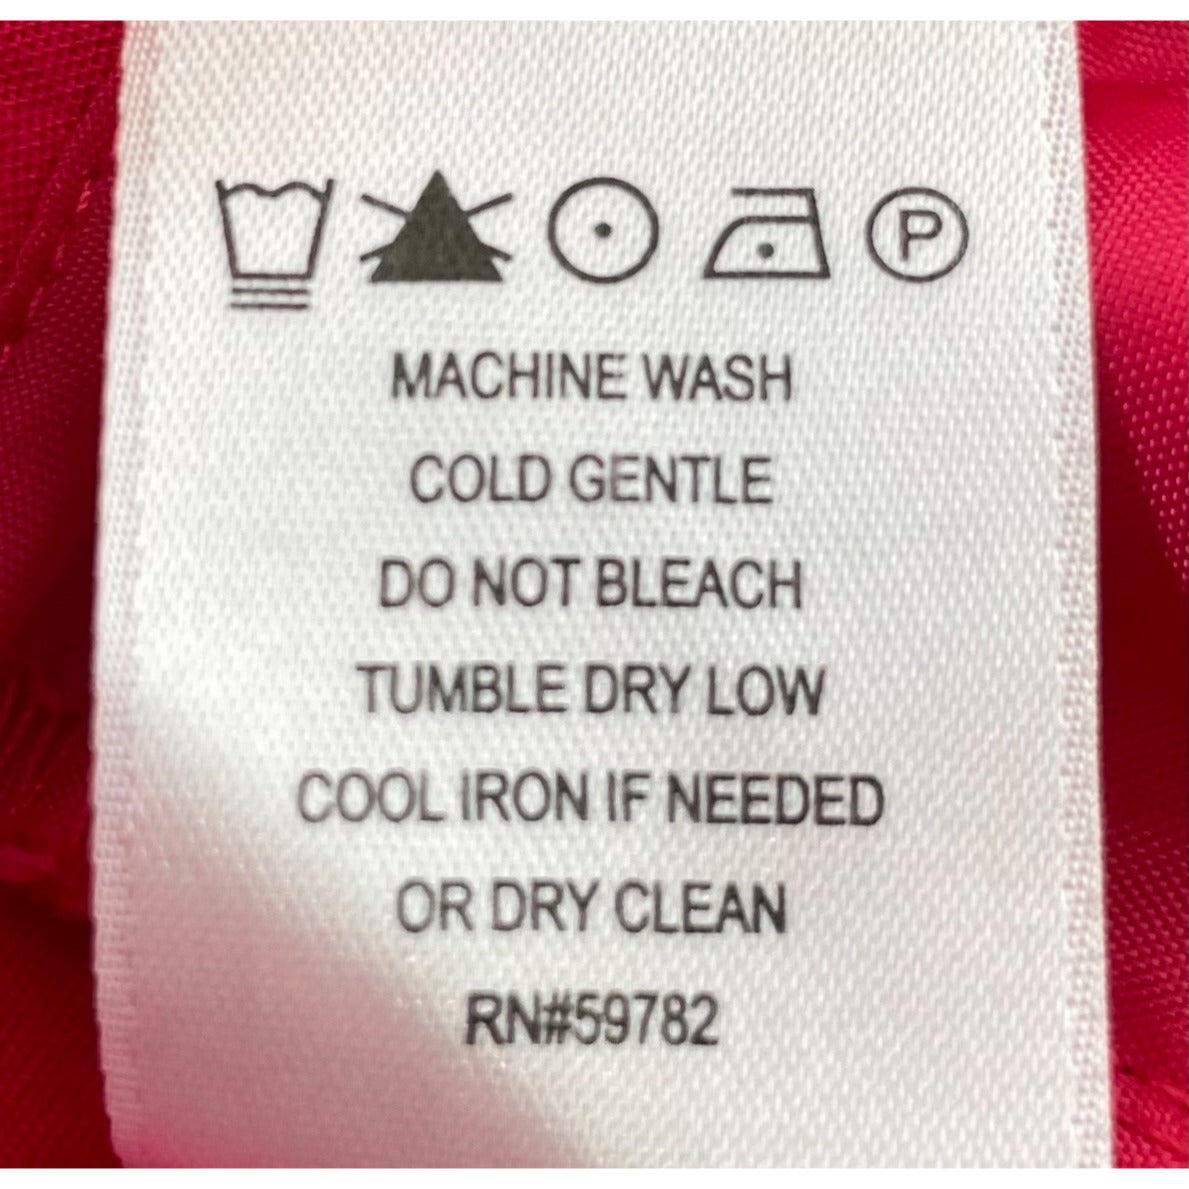 P
MACHINE WASH
COLD GENTLE
DO NOT BLEACH
TUMBLE DRY LOW
COOL IRON IF NEEDED
OR DRY CLEAN
RN#59782